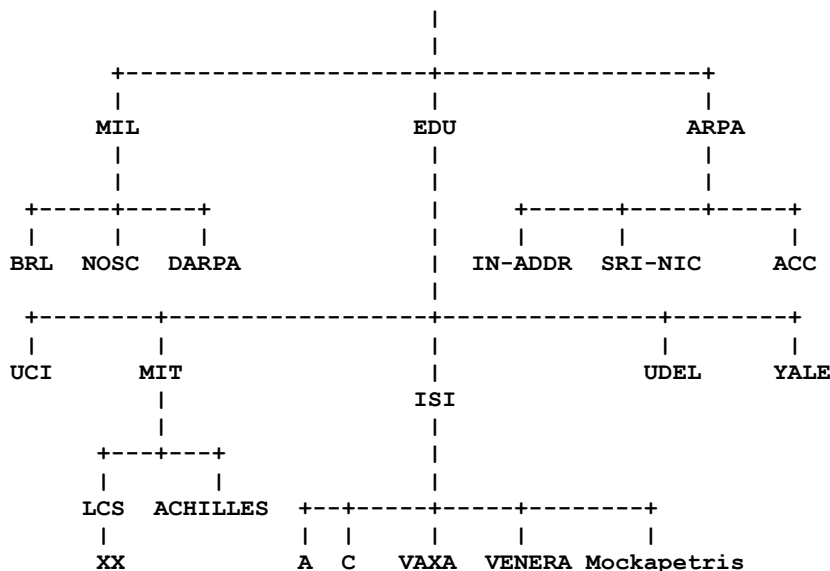 MIL EDU ARPA
BRL NOSC DARPA IN-ADDR SRI-NIC ACC
UCI MIT UDEL YALE
ISI
LCS ACHILLES
XX A C VAXA VENERA Mockapetris